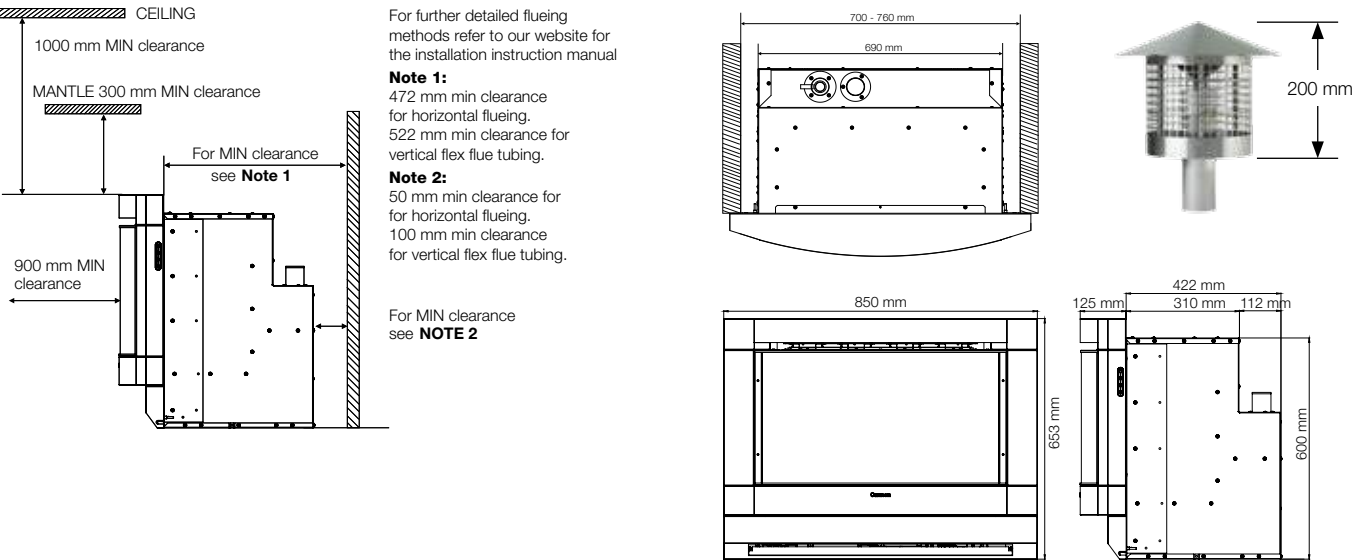 CEILING
1000 mm MIN clearance
MANTLE 300 mm MIN clearance
For MIN clearance
see Note 1
900 mm MIN
clearance
For further detailed flueing
methods refer to our website for
the installation instruction manual
Note 1:
472 mm min clearance
for horizontal flueing.
522 mm min clearance for
vertical flex flue tubing.
Note 2:
50 mm min clearance for
for horizontal flueing.
100 mm min clearance
for vertical flex flue tubing.
For MIN clearance
see NOTE 2
700 - 760 mm
690 mm
200 mm
850 mm
653 mm
422 mm
125 mm
310 mm
112 mm
600 mm